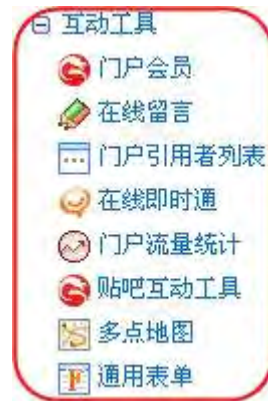 互动工具
门户会员
在线留言
门户引用者列表
在线即时通
门户流量统计
贴吧互动工具
多点地图
通用表单